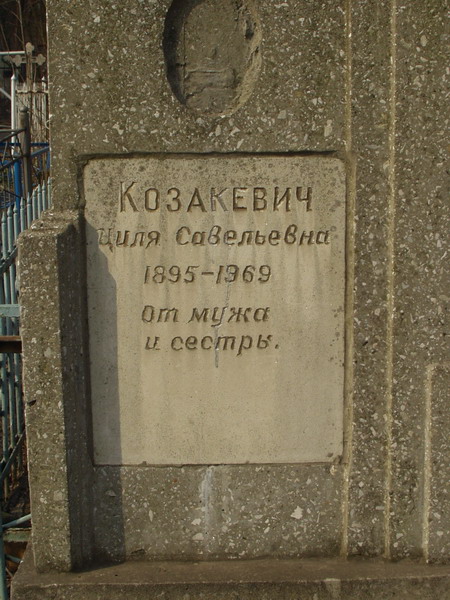 КОЗАКЕВИЧ
Циля Савельевна
1895-1969
От мужа
и сестры.